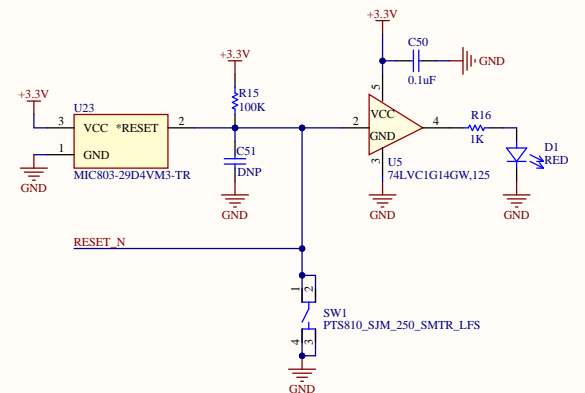 +3.3V
C50
GND
0.1uF
+3.3V
R15
100K
+3.3V
U23
3 VCC *RESET 2
1 GND
MIC803-29D4VM3-TR
GND
C51
DNP
GND
5
VCC
2 4
GND
3
U5
74LVC1G14GW,125
GND
R16
1K
D1
RED
GND
RESET_N
1 2
SW1
PTS810_SJM_250_SMTR_LFS
4 3
GND